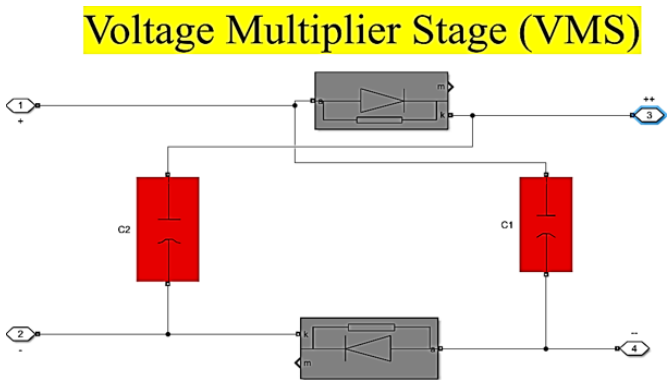 Voltage Multiplier Stage (VMS)
m
++
1
a
k
3
+
C2
C1
2
k
--
-
m
a
4